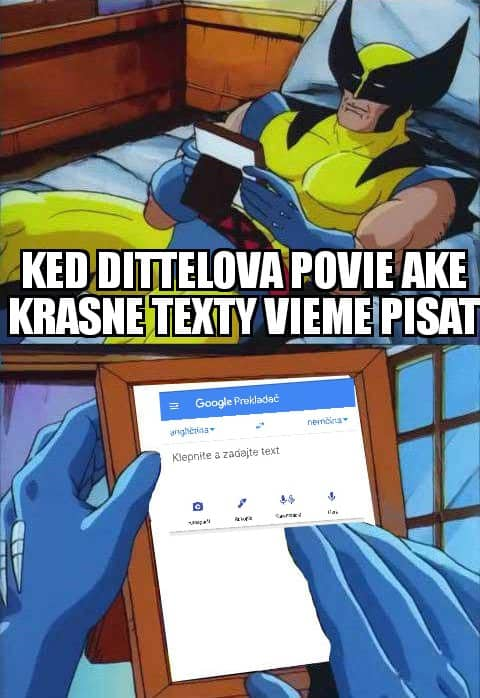 KED DITTELOVA POVIE AKE
KRASNE TEXTY VIEME PISAT
Google Prekladač
angličtina
nemčina
Klepnite a zadajte text